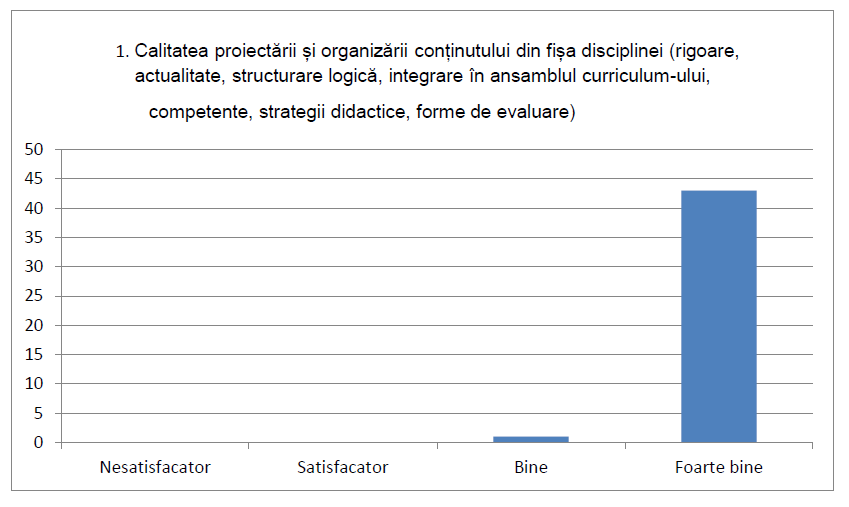 1. Calitatea proiectării și organizării conținutului din fișa disciplinei (rigoare,
actualitate, structurare logică, integrare în ansamblul curriculum-ului,
competente, strategii didactice, forme de evaluare)
50
45
40
35
30
25
20
15
10
5
0
Nesatisfacator Satisfacator Bine Foarte bine